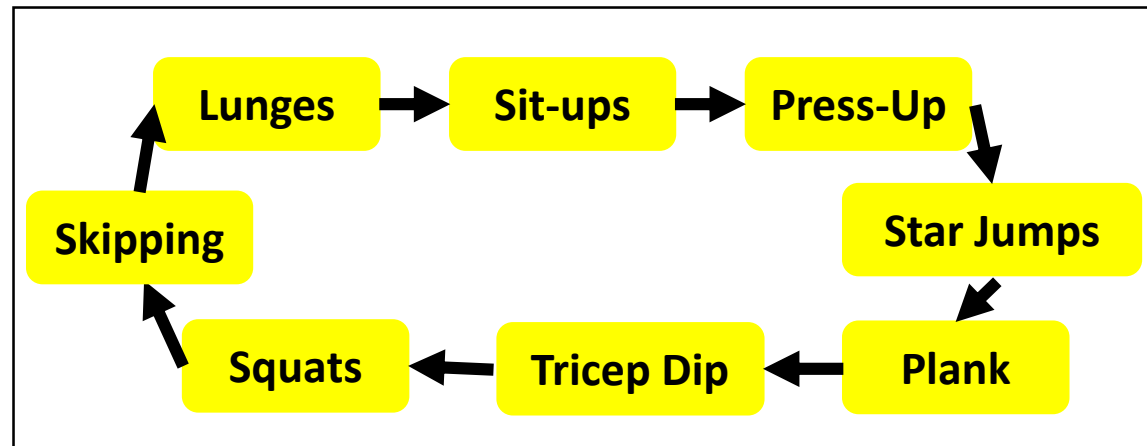 Lunges
Sit-ups
Press-Up
Star Jumps
Plank
Tricep Dip
Squats
Skipping